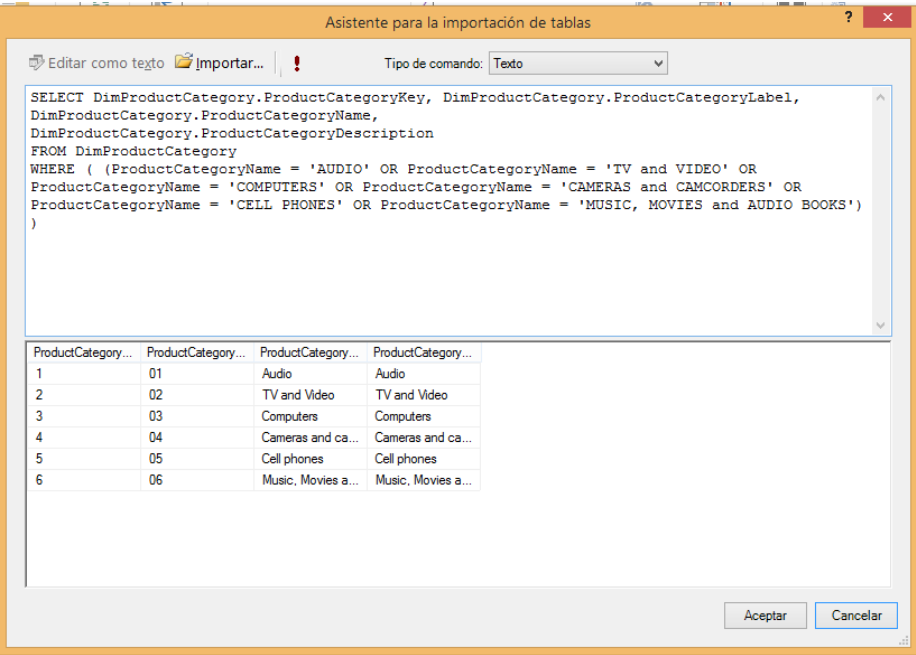 Asistente para la importación de tablas
? ×
Editar como texto Importar... ! Tipo de comando: Texto
SELECT DimProductCategory.ProductCategoryKey, DimProductCategory.ProductCategoryLabel,
DimProductCategory.ProductCategoryName,
DimProductCategory.ProductCategoryDescription
FROM DimProductCategory
WHERE ( (ProductCategoryName = 'AUDIO' OR ProductCategoryName = 'TV and VIDEO' OR
ProductCategoryName = 'COMPUTERS' OR ProductCategoryName = 'CAMERAS and CAMCORDERS' OR
ProductCategoryName = 'CELL PHONES' OR ProductCategoryName = 'MUSIC, MOVIES and AUDIO BOOKS')
)
ProductCategory... ProductCategory... ProductCategory... ProductCategory...
1 01 Audio Audio
2 02 TV and Video TV and Video
3 03 Computers Computers
4 04 Cameras and ca... Cameras and ca...
5 05 Cell phones Cell phones
6 06 Music, Movies a... Music, Movies a...
Aceptar Cancelar